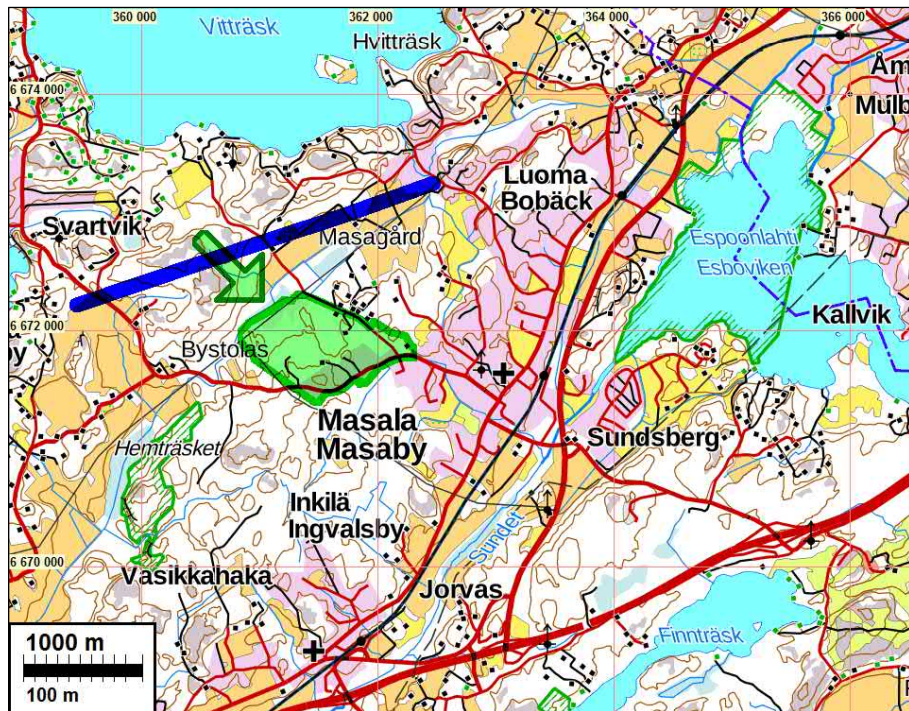 360 000
362 000
364 000
366 000
Vitträsk
Hvitträsk
6 674 000
Åm
Mulb
Luoma
Bobäck
Svartvik
Masagård
Espoonlahti
Esboviken
Kallvik
6 672 000
by
Bystolas
Masala
Masaby
Sundsberg
Hemträsket
Inkilä
Ingvalsby
Sundet
6 670 000
Vasikkahaka
Jorvas
Finnträsk
1000 m
100 m